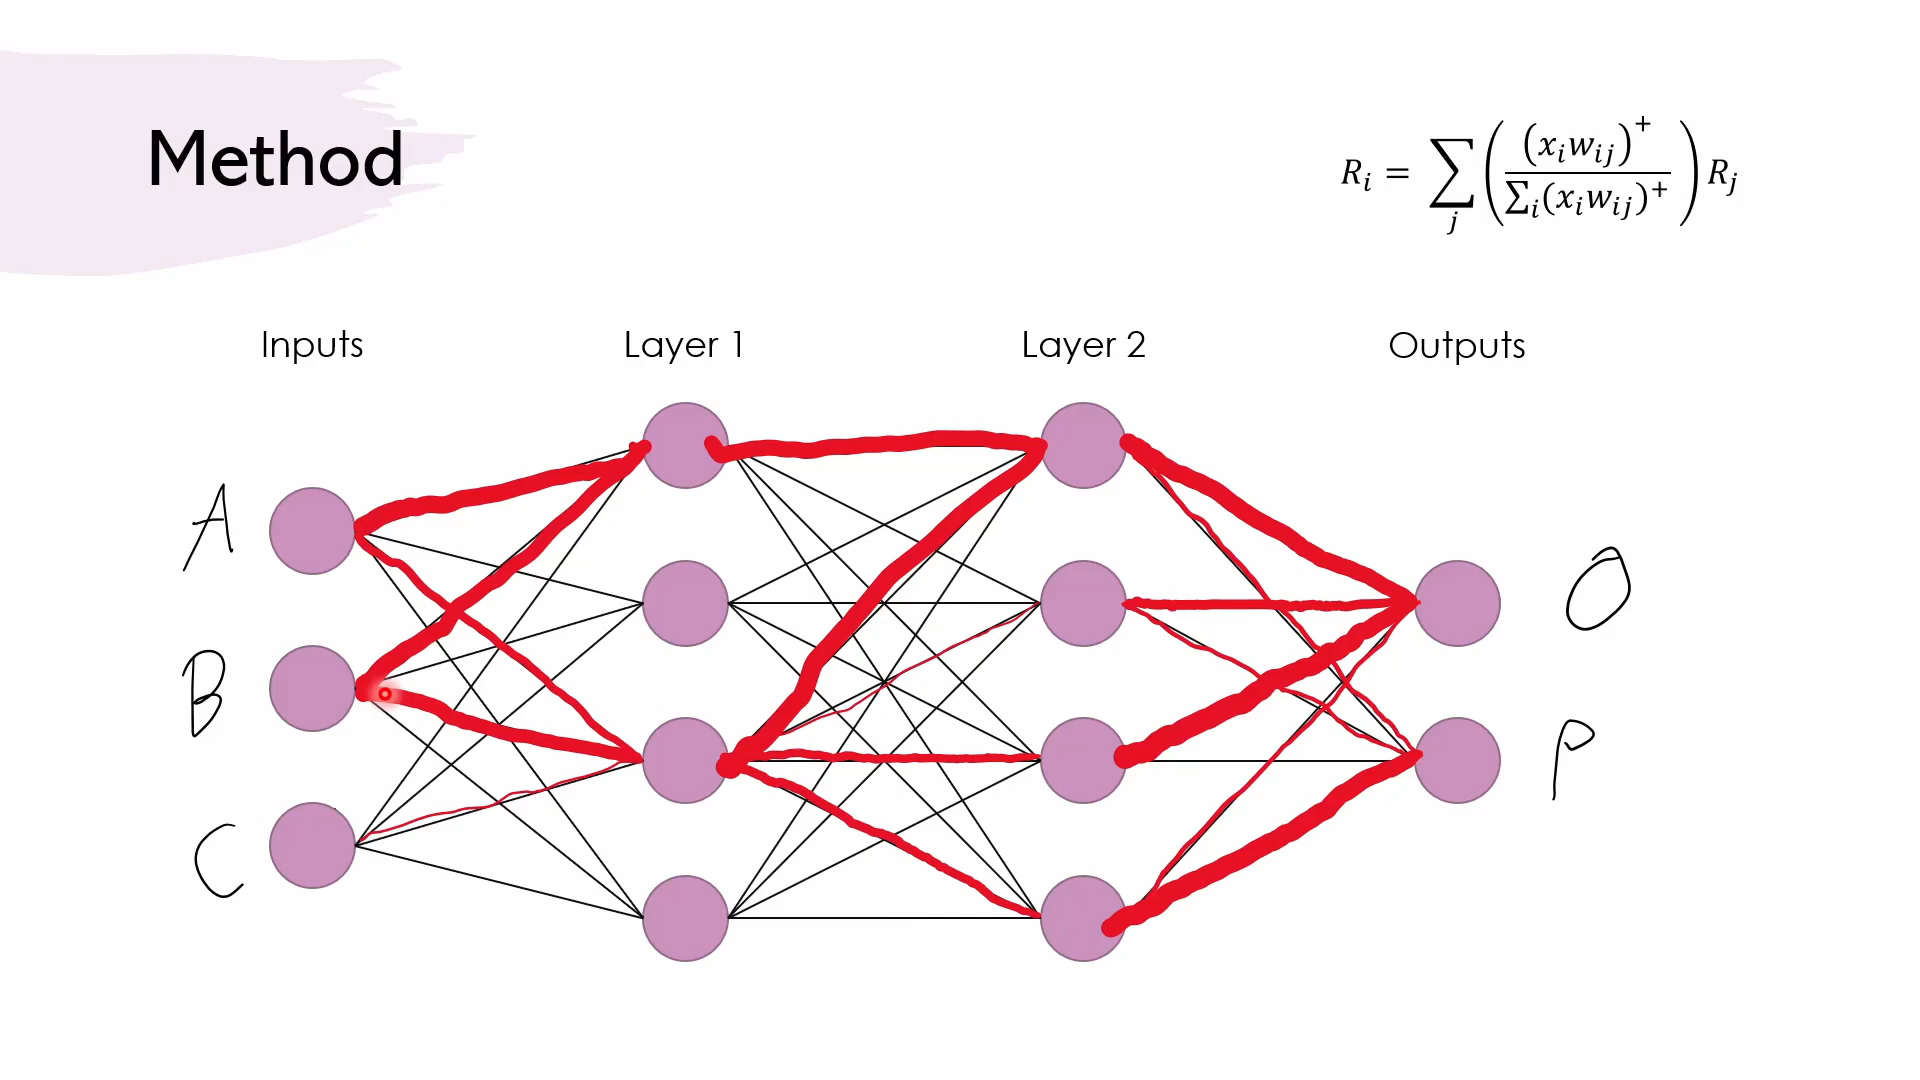 Method
R_i = \sum_j \left( \frac{(x_i w_{ij})^+}{\sum_i (x_i w_{ij})^+} \right) R_j
Inputs Layer 1 Layer 2 Outputs
A
O
B
P
C